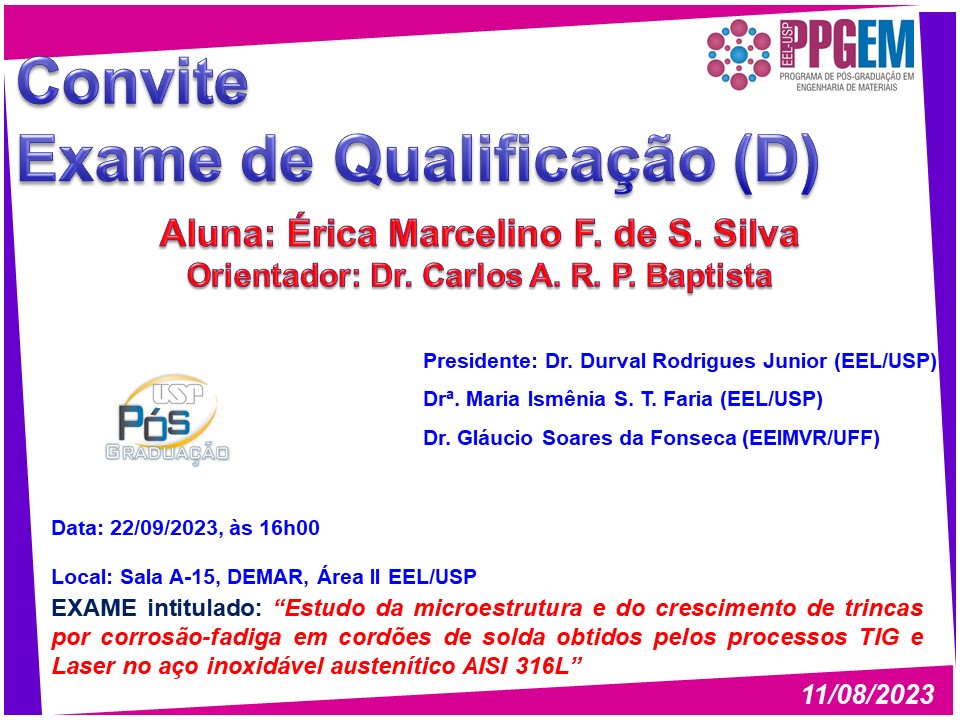 EEL-USP
PPGEM
PROGRAMA DE PÓS-GRADUAÇÃO EM
ENGENHARIA DE MATERIAIS
Convite
Exame de Qualificação (D)
Aluna: Érica Marcelino F. de S. Silva
Orientador: Dr. Carlos A. R. P. Baptista
Presidente: Dr. Durval Rodrigues Junior (EEL/USP)
Drª. Maria Ismênia S. T. Faria (EEL/USP)
Dr. Gláucio Soares da Fonseca (EEIMVR/UFF)
USP
PÓS
GRADUAÇÃO
Data: 22/09/2023, às 16h00
Local: Sala A-15, DEMAR, Área II EEL/USP
EXAME intitulado: “Estudo da microestrutura e do crescimento de trincas
por corrosão-fadiga em cordões de solda obtidos pelos processos TIG e
Laser no aço inoxidável austenítico AISI 316L”
11/08/2023